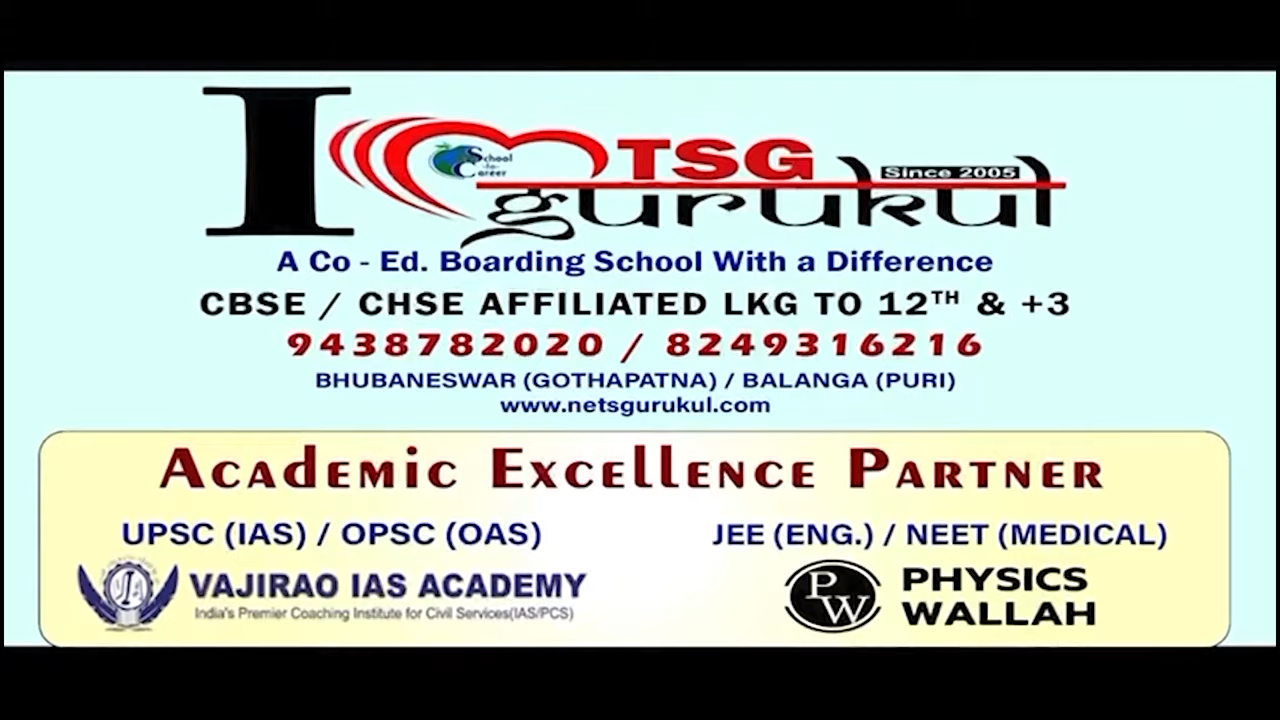 I TSG
School
-to-
Career
Since 2005
gurukul
A Co - Ed. Boarding School With a Difference
CBSE / CHSE AFFILIATED LKG TO 12TH & +3
9438782020 / 8249316216
BHUBANESWAR (GOTHAPATNA) / BALANGA (PURI)
www.netsgurukul.com
Academic Excellence Partner
UPSC (IAS) / OPSC (OAS)
VAJIRAO IAS ACADEMY
India's Premier Coaching Institute for Civil Services(IAS/PCS)
JEE (ENG.) / NEET (MEDICAL)
PW
PHYSICS
WALLAH